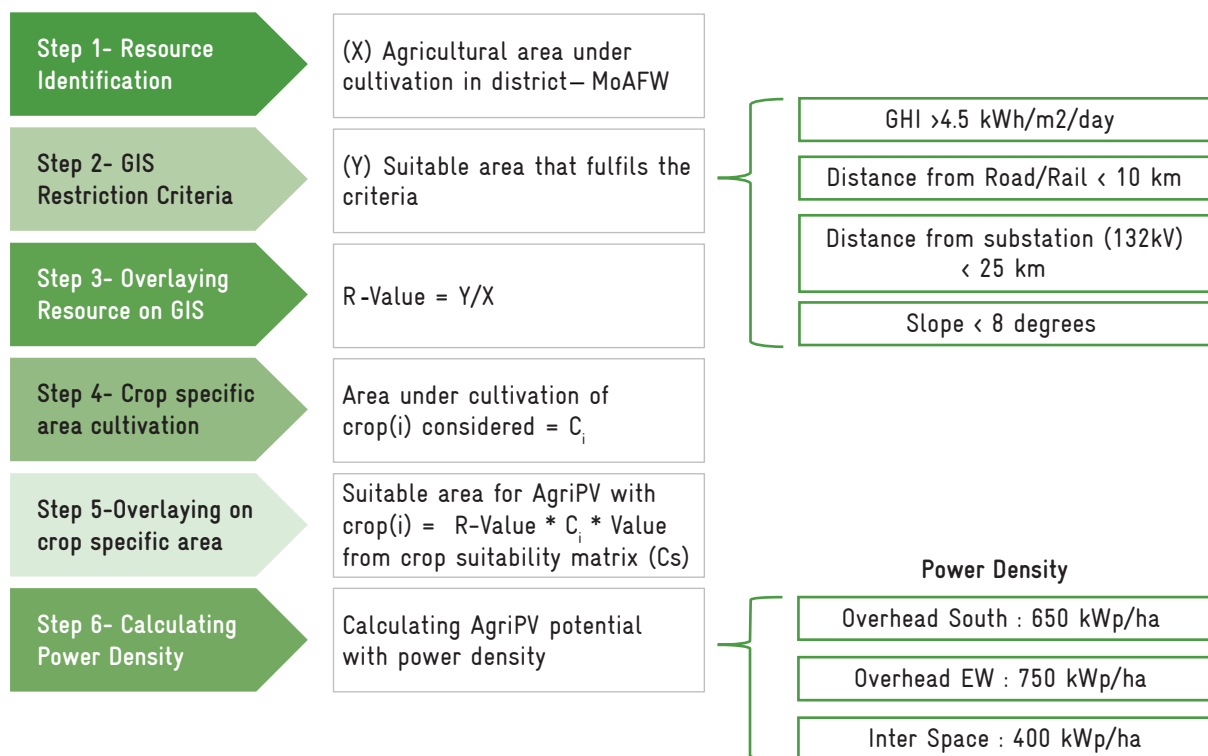 Step 1- Resource
Identification
(X) Agricultural area under
cultivation in district– MoAFW
Step 2- GIS
Restriction Criteria
(Y) Suitable area that fulfils the
criteria
GHI >4.5 kWh/m2/day
Distance from Road/Rail < 10 km
Distance from substation (132kV)
< 25 km
Slope < 8 degrees
Step 3- Overlaying
Resource on GIS
R-Value = Y/X
Step 4- Crop specific
area cultivation
Area under cultivation of
crop(i) considered = Ci
Step 5-Overlaying on
crop specific area
Suitable area for AgriPV with
crop(i) = R-Value * Ci * Value
from crop suitability matrix (Cs)
Step 6- Calculating
Power Density
Calculating AgriPV potential
with power density
Power Density
Overhead South : 650 kWp/ha
Overhead EW : 750 kWp/ha
Inter Space : 400 kWp/ha